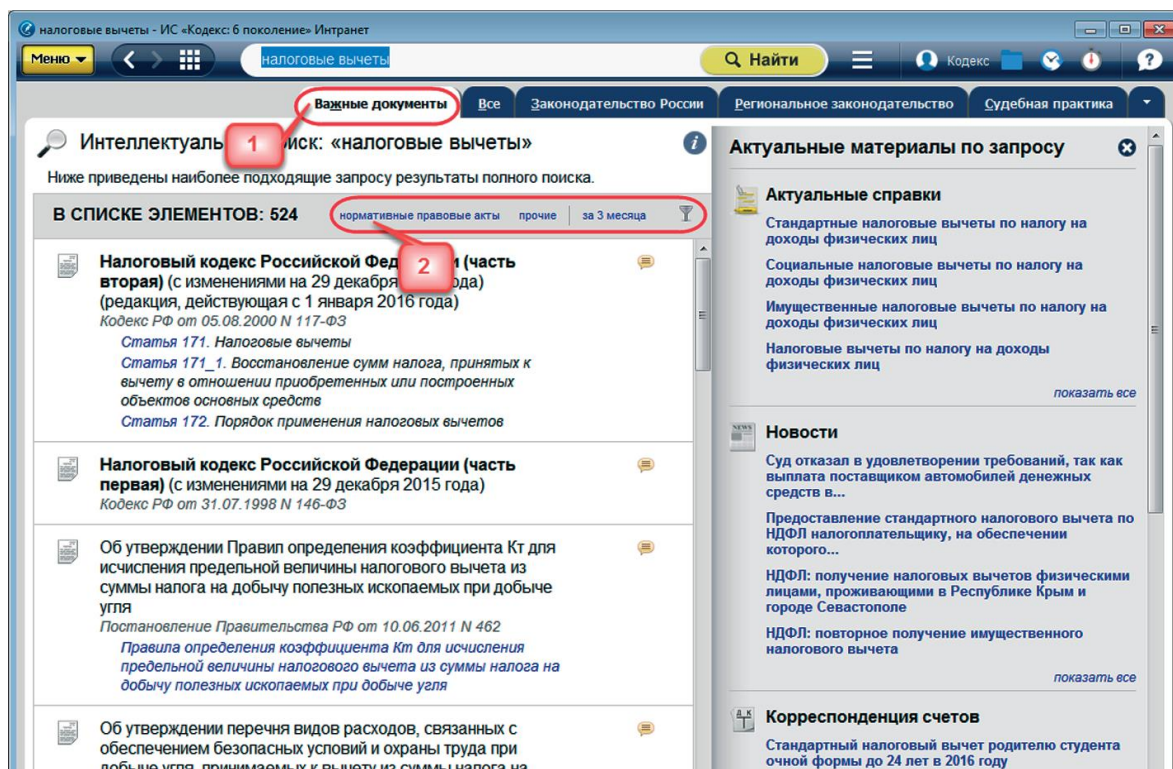 налоговые вычеты - ИС «Кодекс: 6 поколение» Интранет
Меню
налоговые вычеты
Найти
Кодекс
?
Важные документы
Все
Законодательство России
Региональное законодательство
Судебная практика
1
Интеллектуаль иск: «налоговые вычеты»
i
Ниже приведены наиболее подходящие запросу результаты полного поиска.
В СПИСКЕ ЭЛЕМЕНТОВ: 524
нормативные правовые акты
прочие
за 3 месяца
2
Налоговый кодекс Российской Фед и (часть
вторая) (с изменениями на 29 декабря ода)
(редакция, действующая с 1 января 2016 года)
Кодекс РФ от 05.08.2000 N 117-ФЗ
Статья 171. Налоговые вычеты
Статья 171_1. Восстановление сумм налога, принятых к
вычету в отношении приобретенных или построенных
объектов основных средств
Статья 172. Порядок применения налоговых вычетов
Налоговый кодекс Российской Федерации (часть
первая) (с изменениями на 29 декабря 2015 года)
Кодекс РФ от 31.07.1998 N 146-ФЗ
Об утверждении Правил определения коэффициента Кт для
исчисления предельной величины налогового вычета из
суммы налога на добычу полезных ископаемых при добыче
угля
Постановление Правительства РФ от 10.06.2011 N 462
Правила определения коэффициента Кт для исчисления
предельной величины налогового вычета из суммы налога на
добычу полезных ископаемых при добыче угля
Об утверждении перечня видов расходов, связанных с
обеспечением безопасных условий и охраны труда при
добыче угля, принимаемых к вычету из суммы налога на
Актуальные материалы по запросу
Актуальные справки
Стандартные налоговые вычеты по налогу на
доходы физических лиц
Социальные налоговые вычеты по налогу на
доходы физических лиц
Имущественные налоговые вычеты по налогу на
доходы физических лиц
Налоговые вычеты по налогу на доходы
физических лиц
показать все
NEWS
Новости
Суд отказал в удовлетворении требований, так как
выплата поставщиком автомобилей денежных
средств в...
Предоставление стандартного налогового вычета по
НДФЛ налогоплательщику, на обеспечении
которого...
НДФЛ: получение налоговых вычетов физическими
лицами, проживающими в Республике Крым и
городе Севастополе
НДФЛ: повторное получение имущественного
налогового вычета
показать все
Д К
Корреспонденция счетов
Стандартный налоговый вычет родителю студента
очной формы до 24 лет в 2016 году